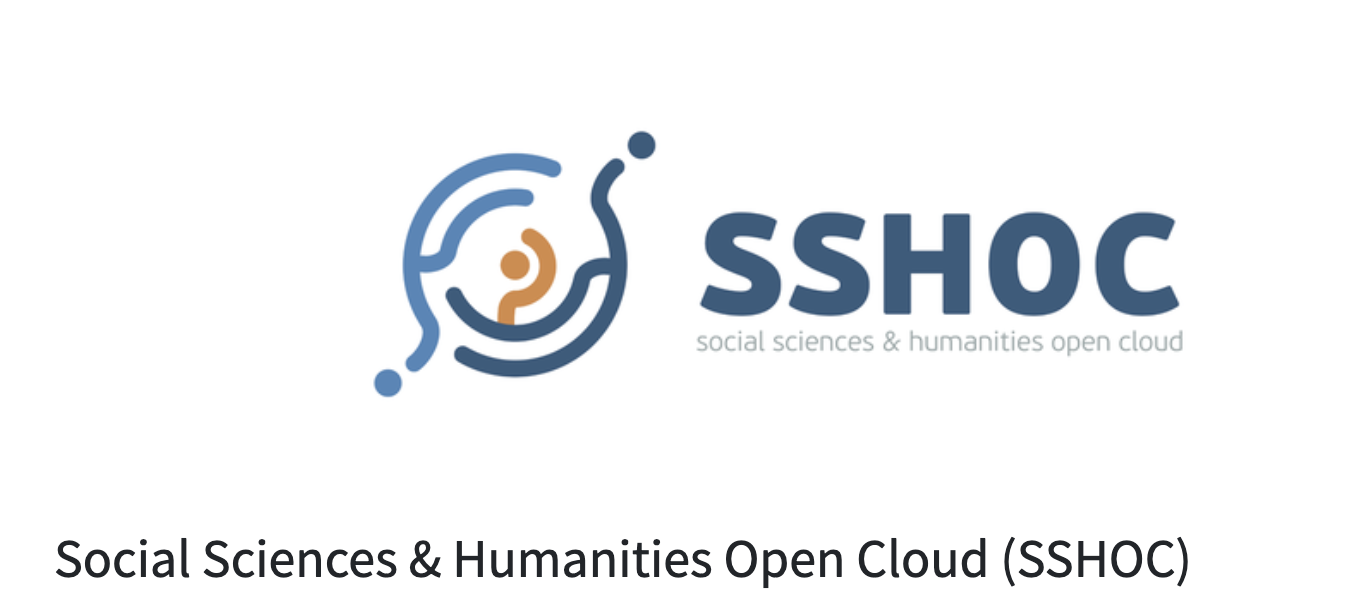 SSHOC
social sciences & humanities open cloud
Social Sciences & Humanities Open Cloud (SSHOC)